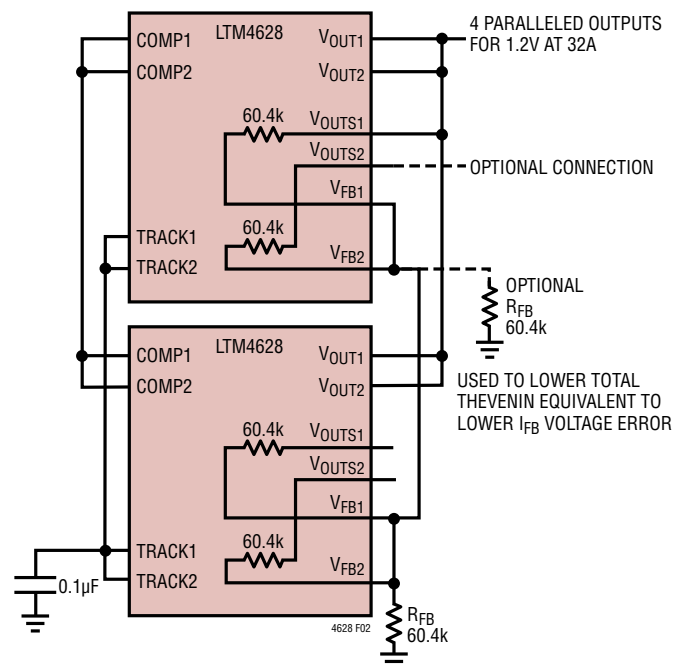 COMP1
COMP2
LTM4628
VOUT1
VOUT2
4 PARALLELED OUTPUTS
FOR 1.2V AT 32A
60.4k
VOUTS1
VOUTS2
OPTIONAL CONNECTION
VFB1
60.4k
VFB2
TRACK1
TRACK2
OPTIONAL
RFB
60.4k
COMP1
COMP2
LTM4628
VOUT1
VOUT2
USED TO LOWER TOTAL
THEVENIN EQUIVALENT TO
LOWER IFB VOLTAGE ERROR
60.4k
VOUTS1
VOUTS2
VFB1
60.4k
VFB2
TRACK1
TRACK2
0.1µF
RFB
60.4k
4628 F02